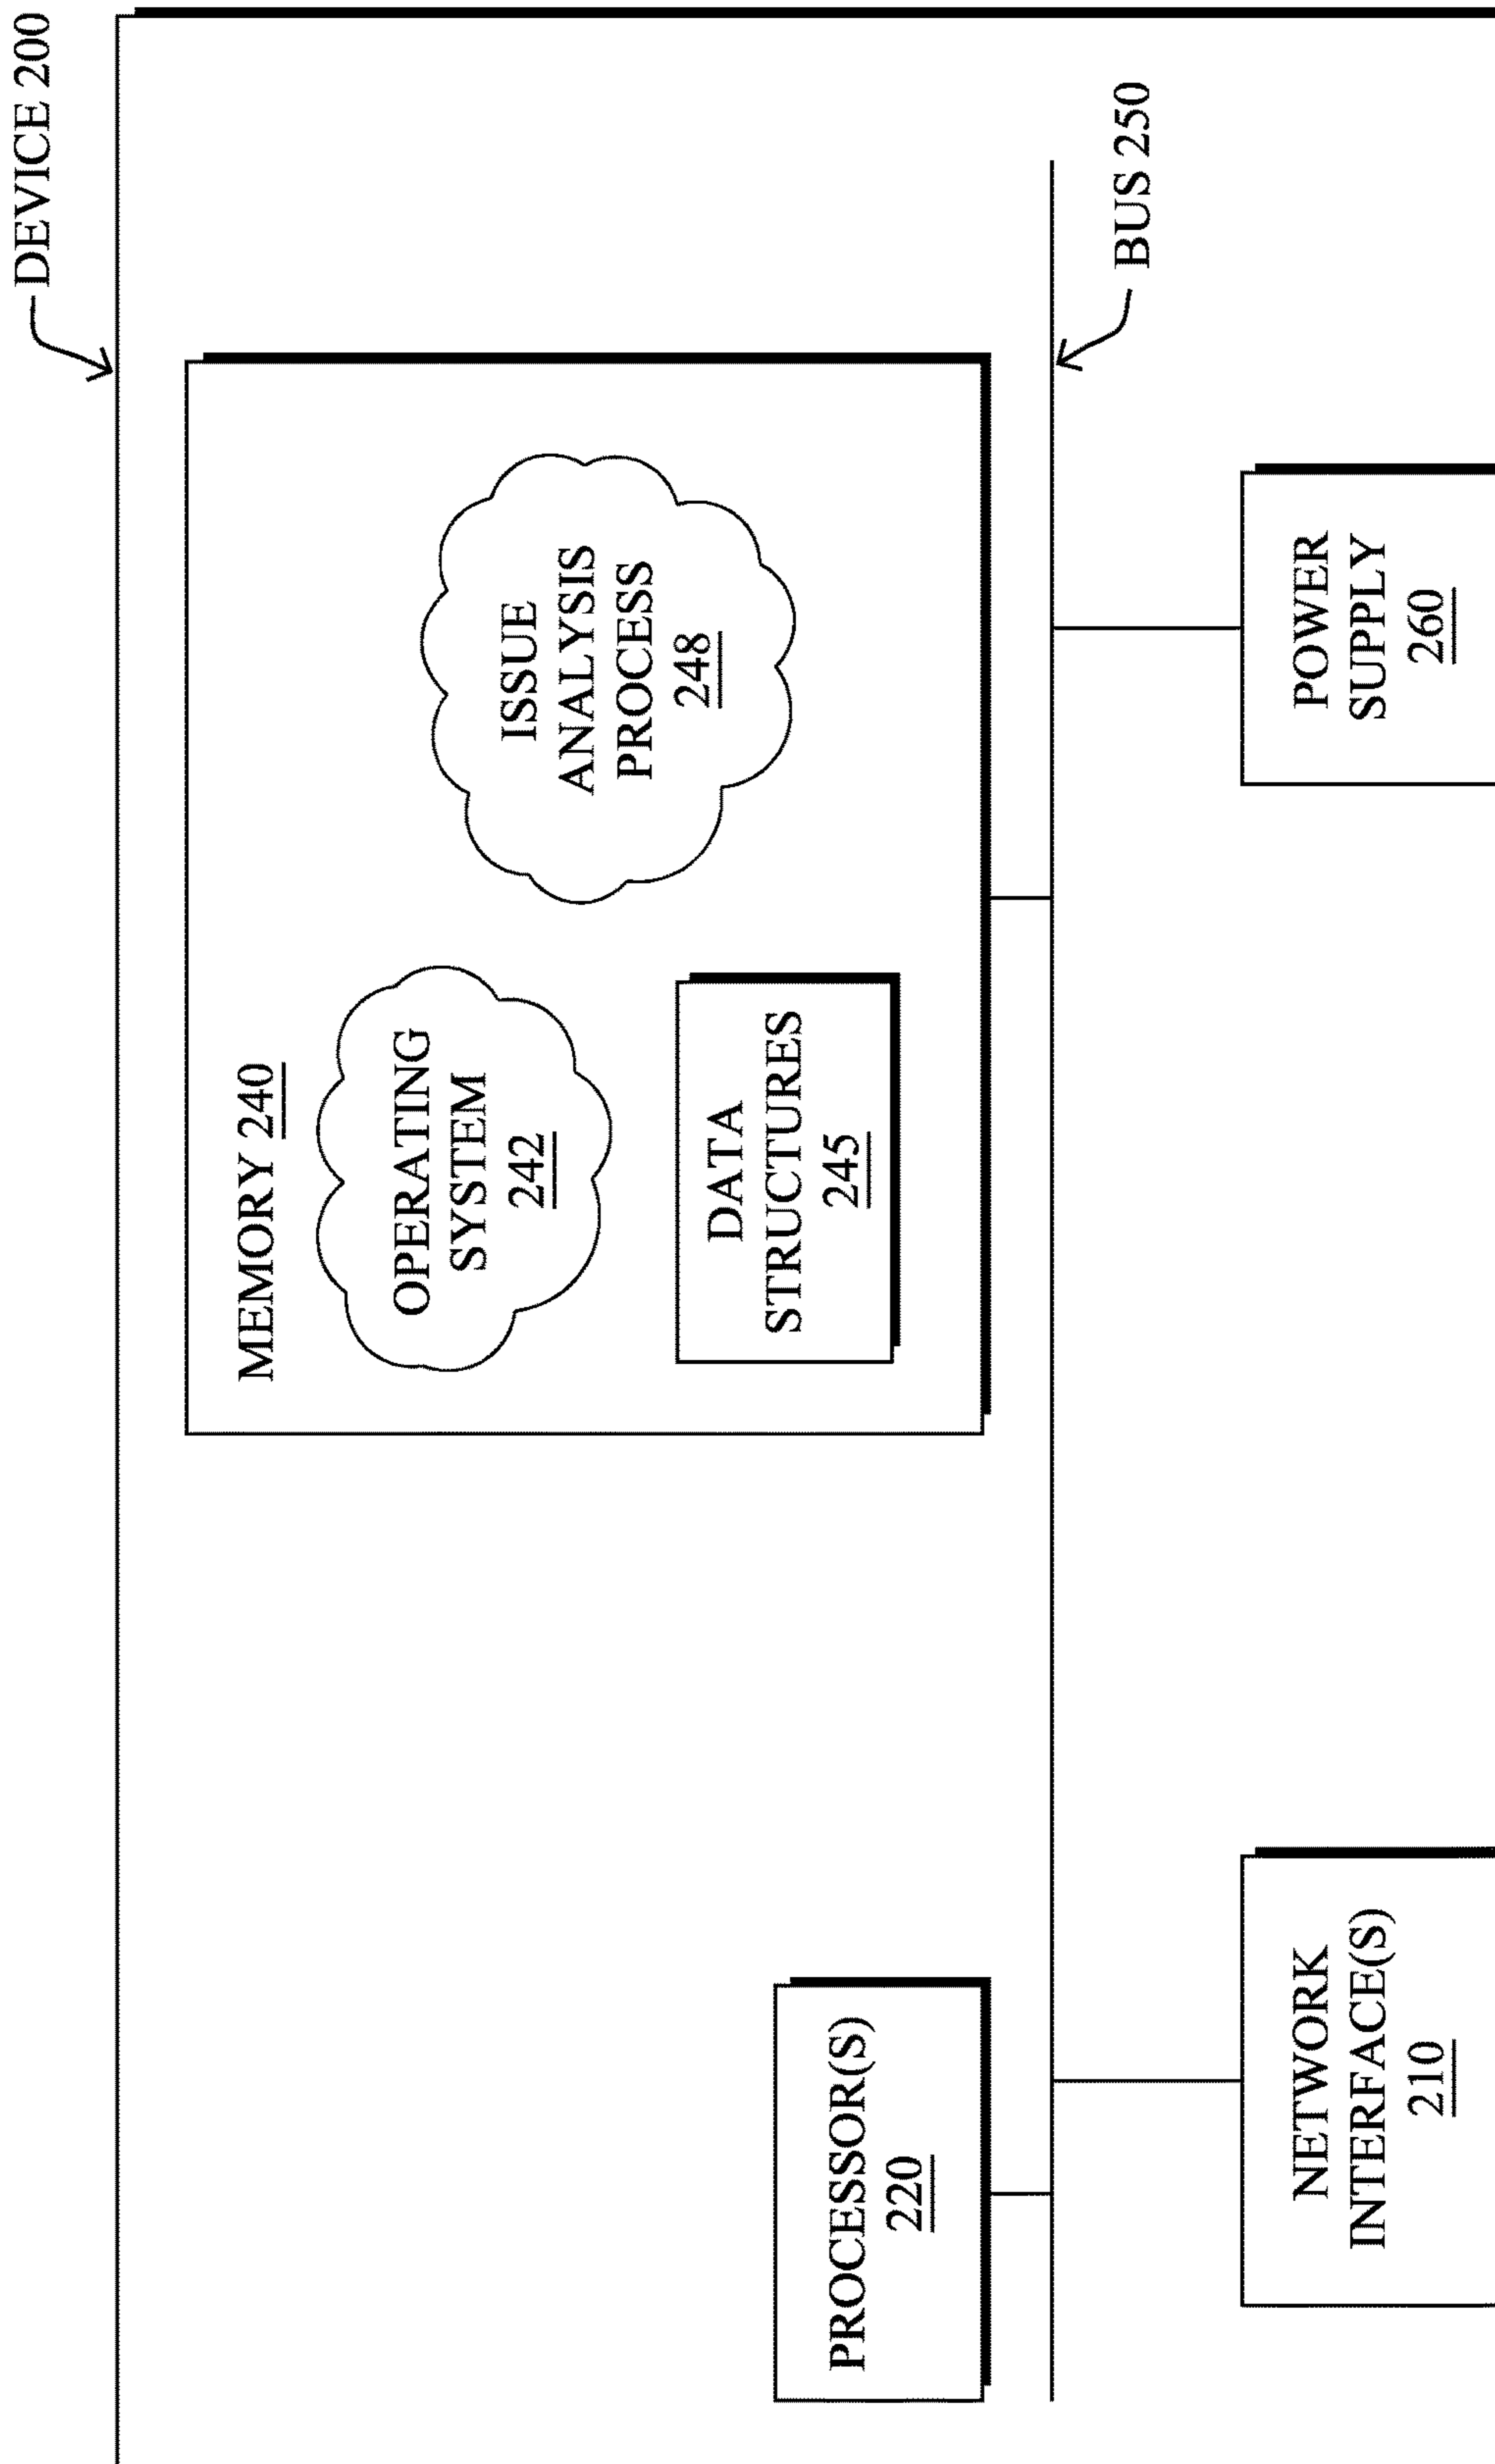 DEVICE 200
MEMORY 240
OPERATING
SYSTEM
242
DATA
STRUCTURES
245
ISSUE
ANALYSIS
PROCESS
248
PROCESSOR(S)
220
BUS 250
NETWORK
INTERFACE(S)
210
POWER
SUPPLY
260